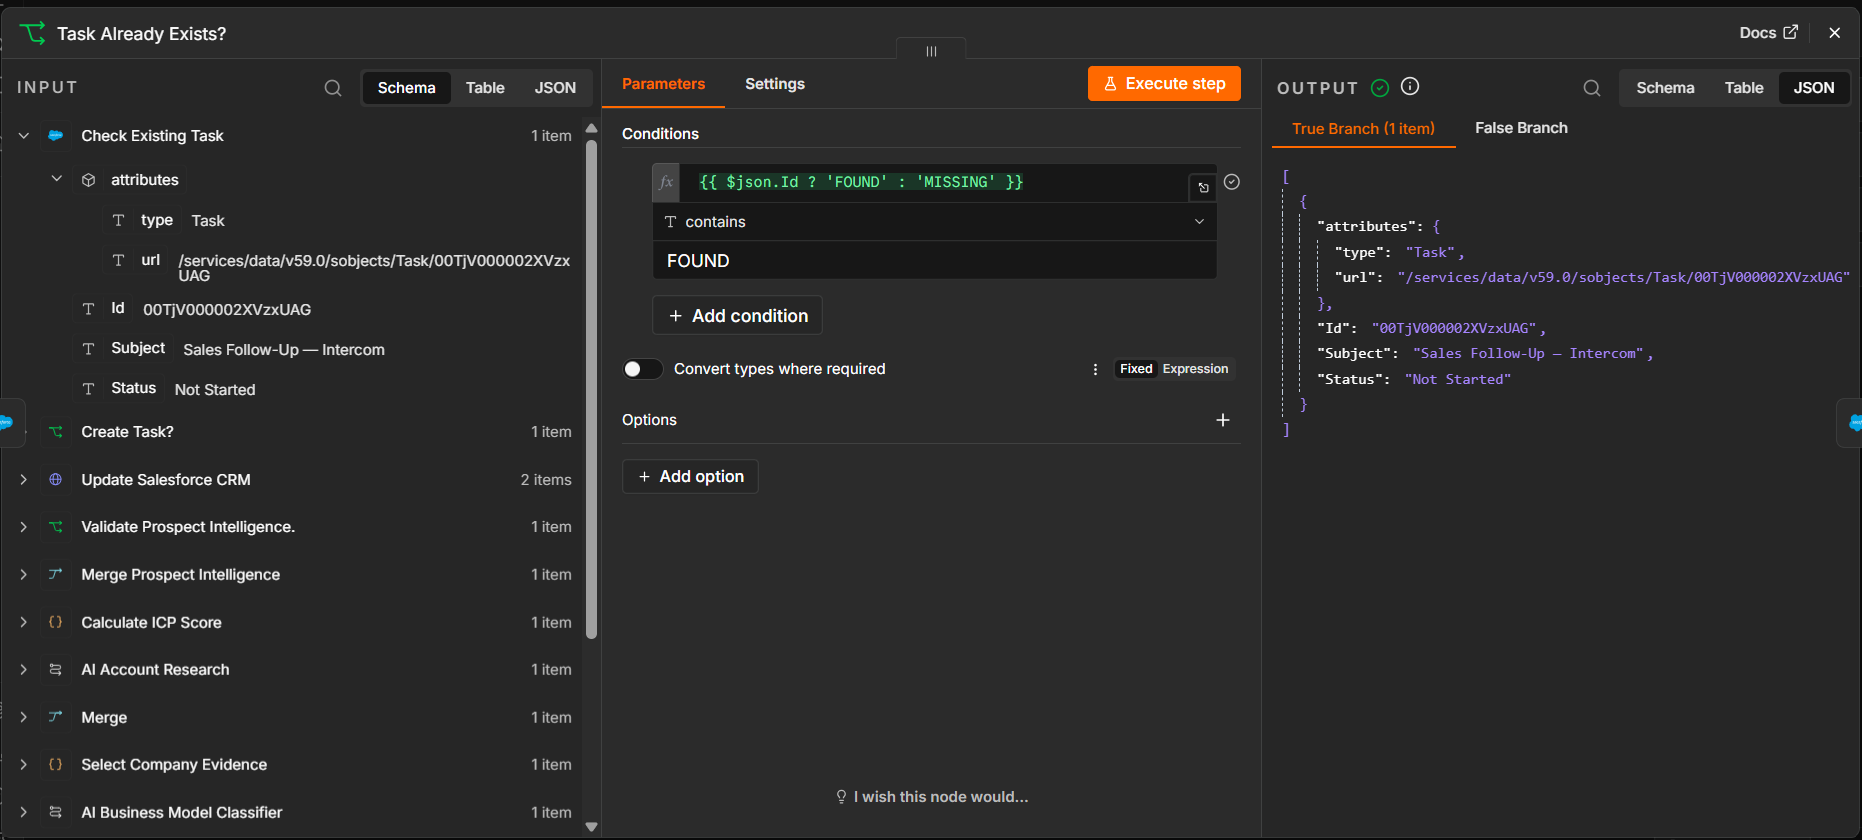 Task Already Exists?
Docs
INPUT
Schema
Table
JSON
Check Existing Task
1 item
attributes
T type Task
T url /services/data/v59.0/sobjects/Task/00TjV000002XVzx
UAG
T Id 00TjV000002XVzxUAG
T Subject Sales Follow-Up — Intercom
T Status Not Started
Create Task?
1 item
Update Salesforce CRM
2 items
Validate Prospect Intelligence.
1 item
Merge Prospect Intelligence
1 item
Calculate ICP Score
1 item
AI Account Research
1 item
Merge
1 item
Select Company Evidence
1 item
AI Business Model Classifier
1 item
Parameters
Settings
Execute step
Conditions
fx {{ $json.Id ? 'FOUND' : 'MISSING' }}
T contains
FOUND
+ Add condition
Convert types where required
Fixed
Expression
Options
+ Add option
I wish this node would...
OUTPUT
Schema
Table
JSON
True Branch (1 item)
False Branch
[
{
"attributes": {
"type": "Task",
"url": "/services/data/v59.0/sobjects/Task/00TjV000002XVzxUAG"
},
"Id": "00TjV000002XVzxUAG",
"Subject": "Sales Follow-Up — Intercom",
"Status": "Not Started"
}
]